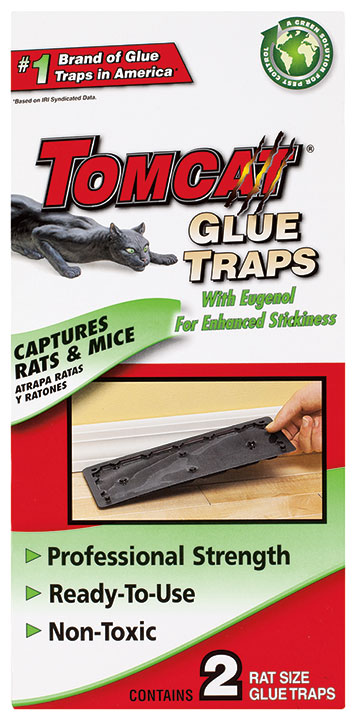 #1 Brand of Glue
Traps in America*
*Based on IRI Syndicated Data.
A GREEN SOLUTION
FOR PEST CONTROL
TOMCAT®
GLUE
TRAPS
With Eugenol
For Enhanced Stickiness
CAPTURES
RATS & MICE
ATRAPA RATAS
Y RATONES
Professional Strength
Ready-To-Use
Non-Toxic
CONTAINS 2 RAT SIZE
GLUE TRAPS